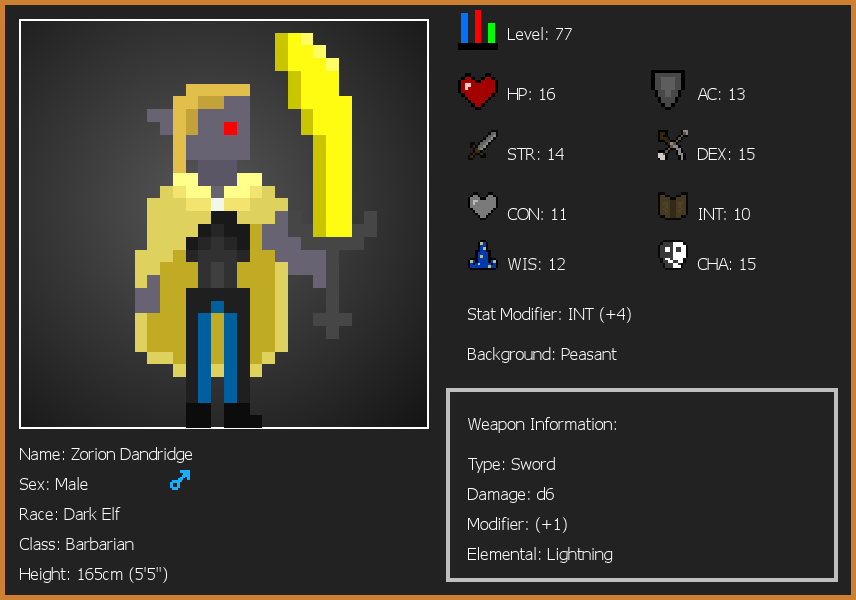 Level: 77
HP: 16
AC: 13
STR: 14
DEX: 15
CON: 11
INT: 10
WIS: 12
CHA: 15
Stat Modifier: INT (+4)
Background: Peasant
Weapon Information:
Type: Sword
Damage: d6
Modifier: (+1)
Elemental: Lightning
Name: Zorion Dandridge
Sex: Male
Race: Dark Elf
Class: Barbarian
Height: 165cm (5'5")